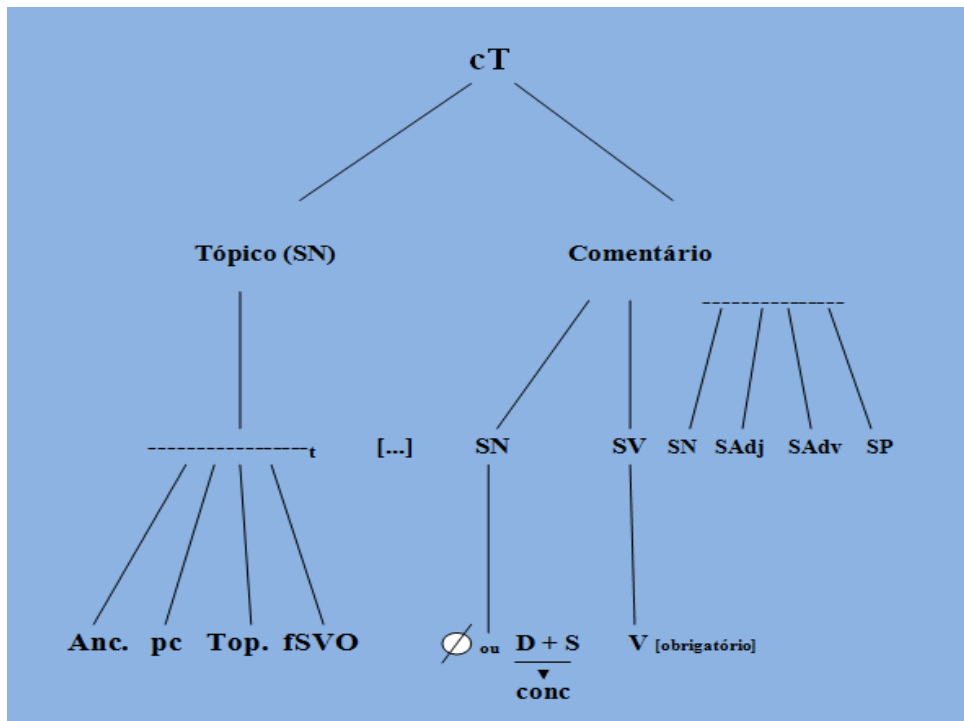 cT
Tópico (SN) Comentário
----------------
-----------------t [...] SN SV SN SAdj SAdv SP
Anc. pc Top. fSVO ∅ ou D + S V [obrigatório]
conc